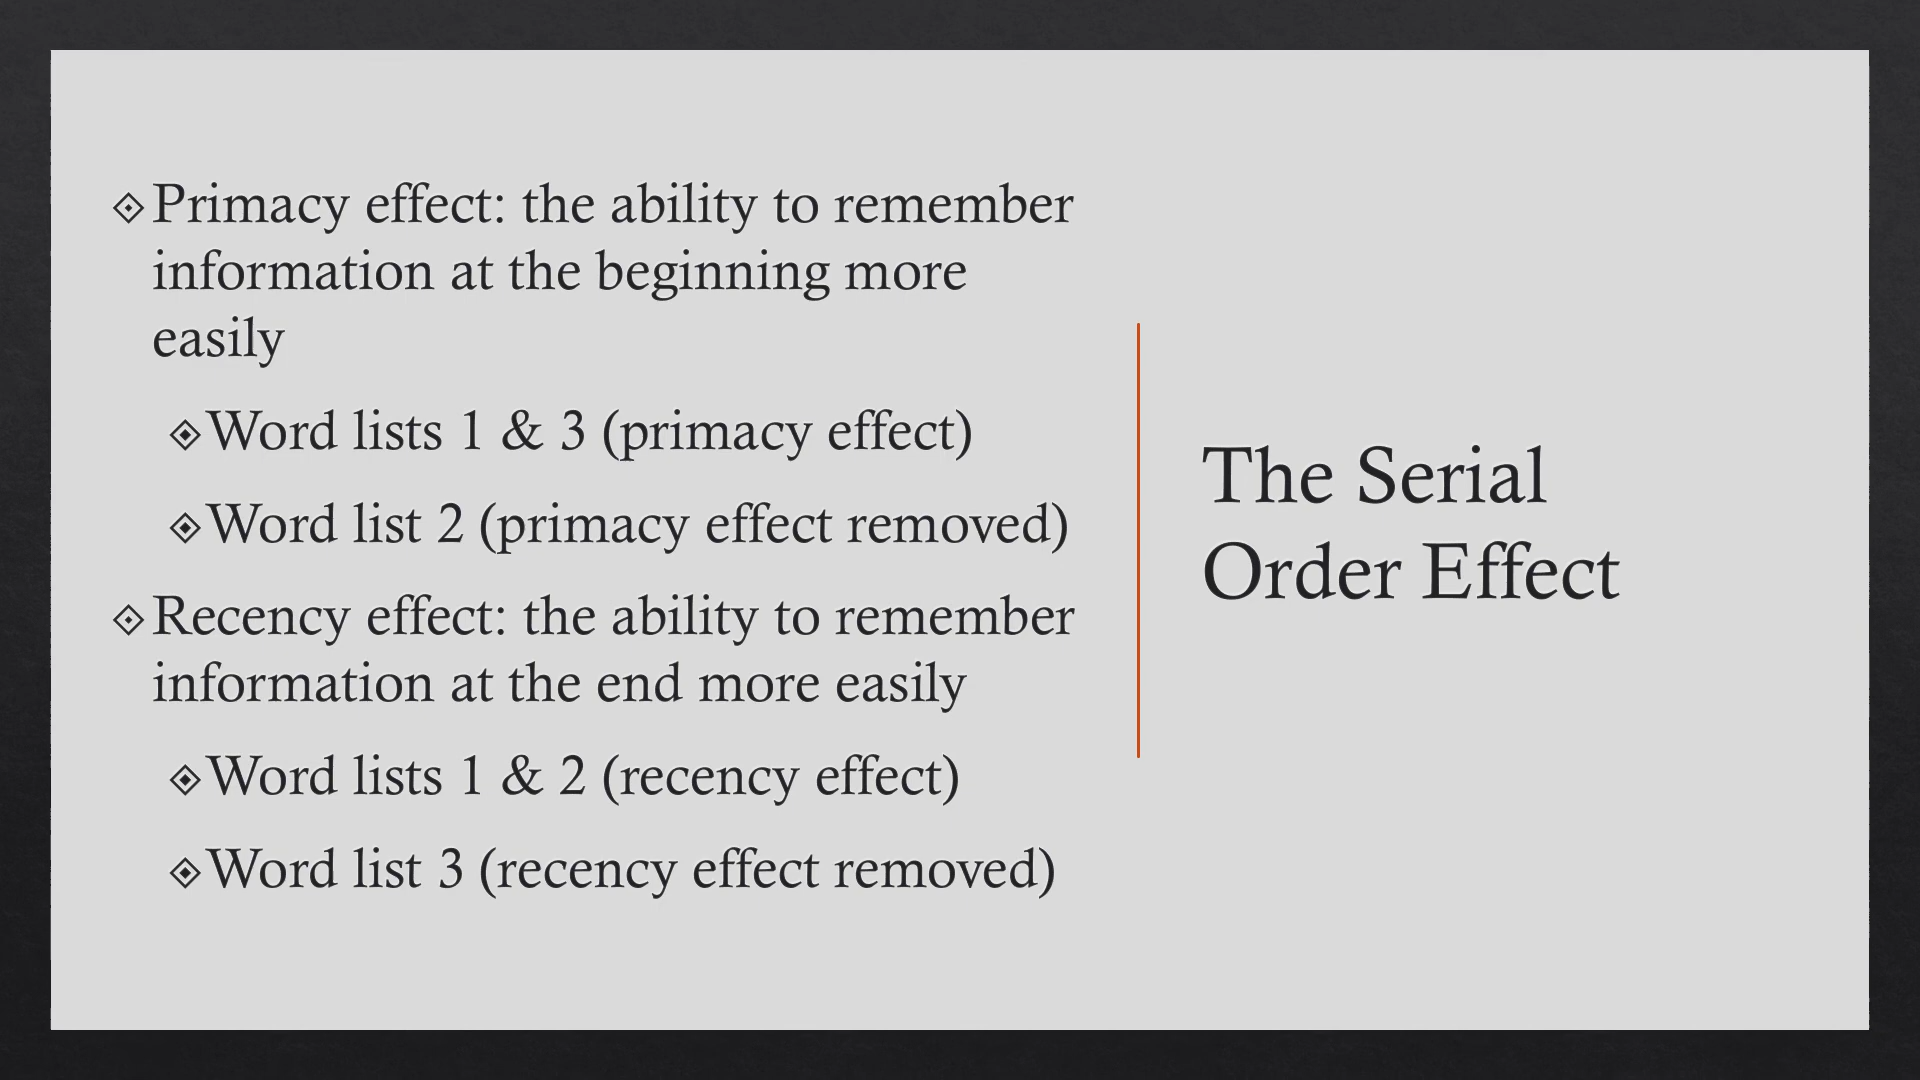 Primacy effect: the ability to remember
information at the beginning more
easily
Word lists 1 & 3 (primacy effect)
Word list 2 (primacy effect removed)
Recency effect: the ability to remember
information at the end more easily
Word lists 1 & 2 (recency effect)
Word list 3 (recency effect removed)
The Serial
Order Effect